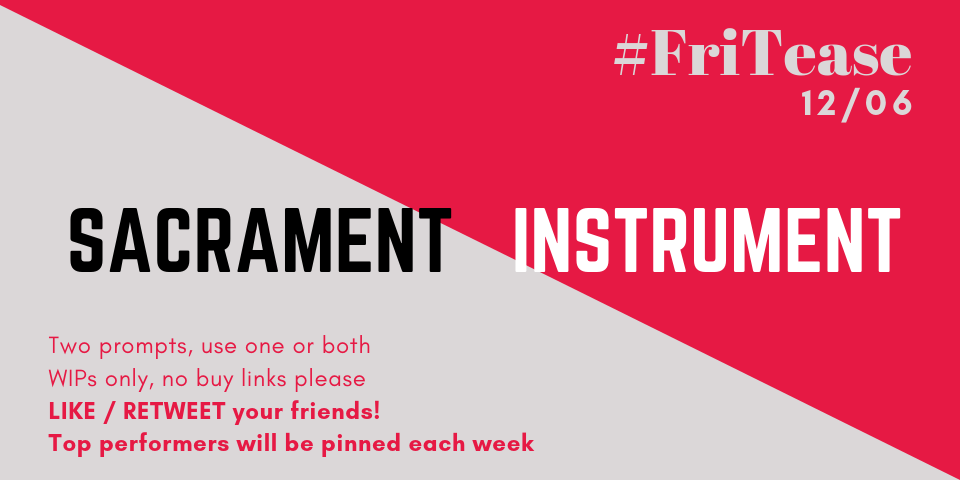 #FriTease
12/06
SACRAMENT INSTRUMENT
Two prompts, use one or both
WIPs only, no buy links please
LIKE / RETWEET your friends!
Top performers will be pinned each week